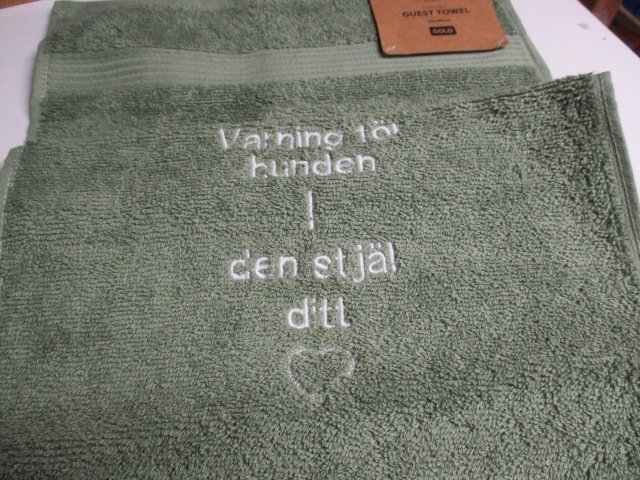 GUEST TOWEL
GOLD
Varning för
hunden
!
den stjäl
ditt